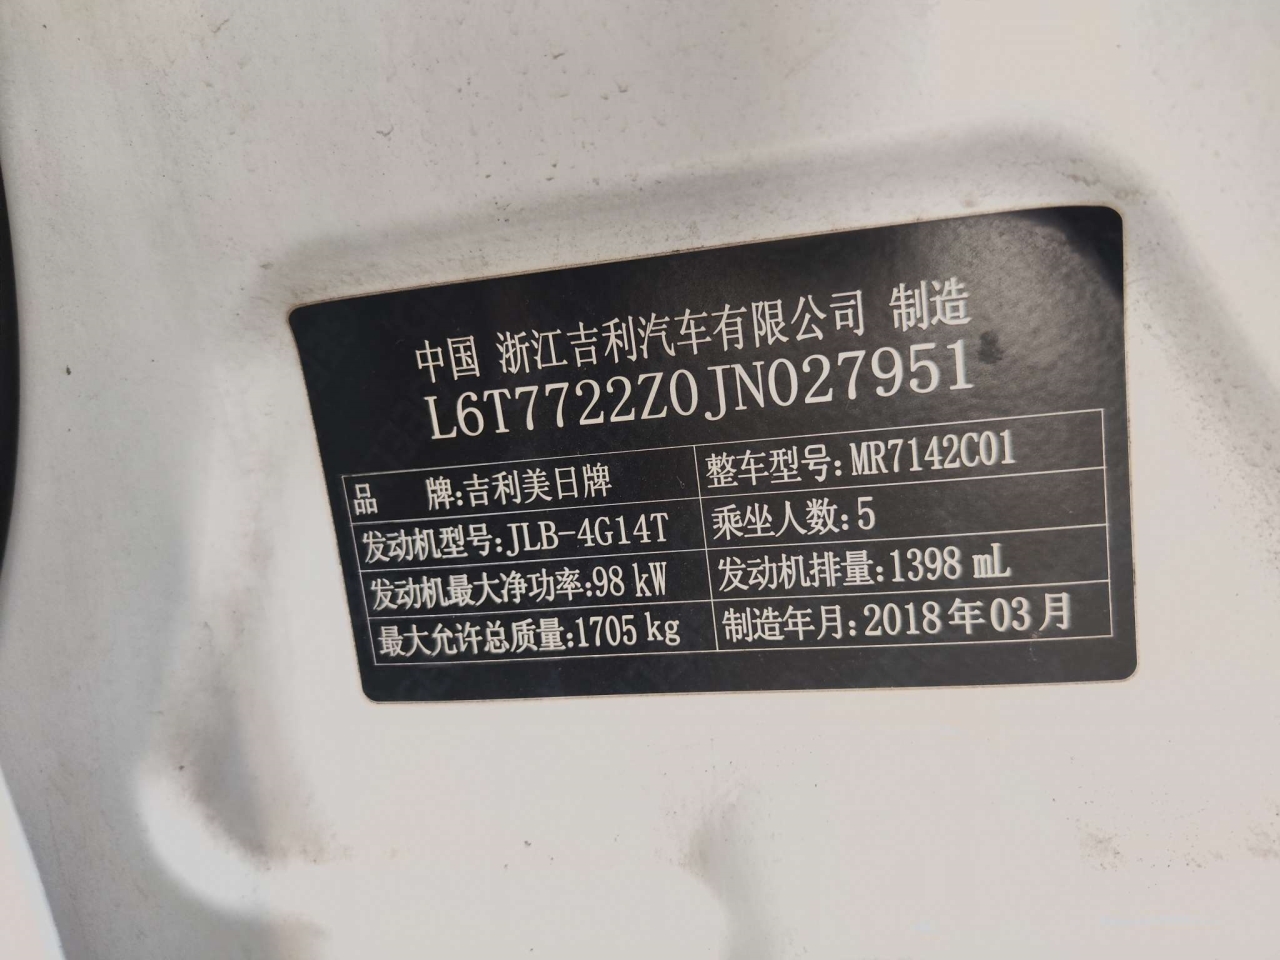 中国 浙江吉利汽车有限公司 制造
L6T7722Z0JN027951
品 牌:吉利美日牌 整车型号:MR7142C01
发动机型号:JLB-4G14T 乘坐人数:5
发动机最大净功率:98 kW 发动机排量:1398 mL
最大允许总质量:1705 kg 制造年月:2018年03月